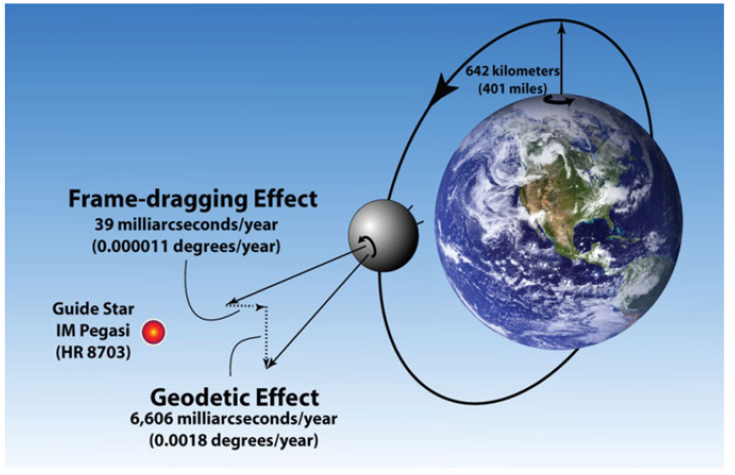 642 kilometers
(401 miles)
Frame-dragging Effect
39 milliarcseconds/year
(0.000011 degrees/year)
Guide Star
IM Pegasi
(HR 8703)
Geodetic Effect
6,606 milliarcseconds/year
(0.0018 degrees/year)